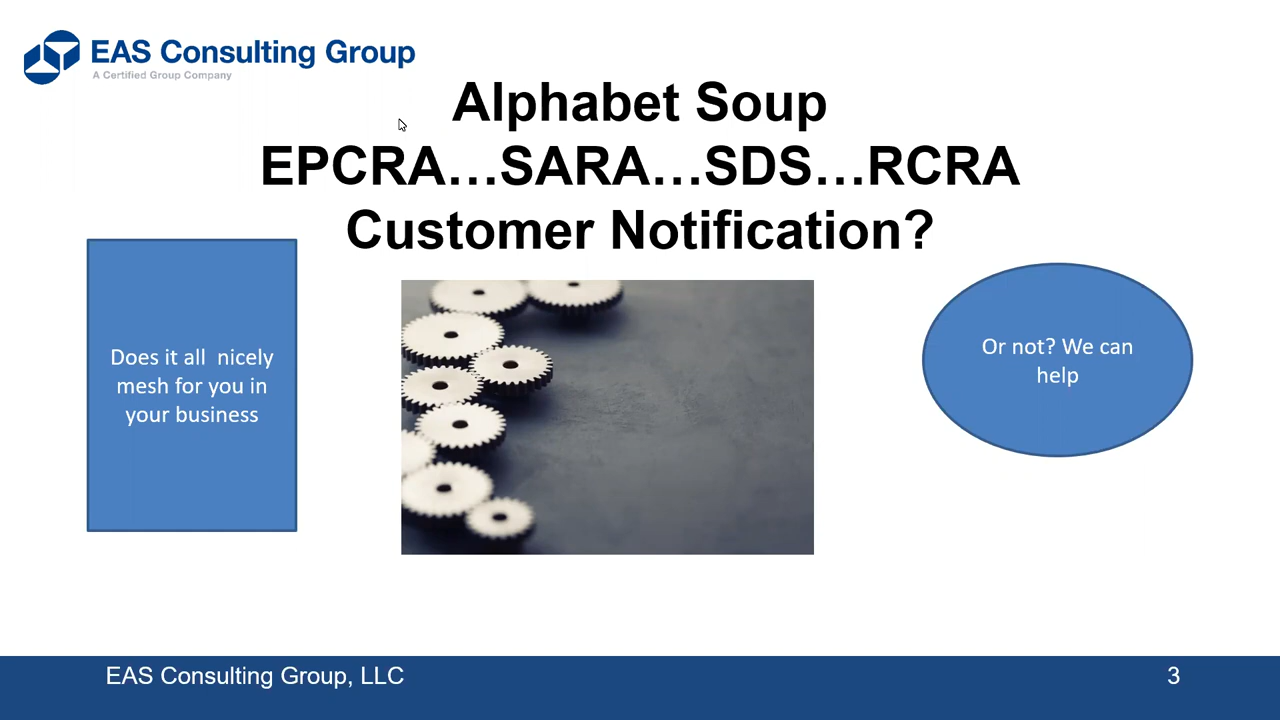 EAS Consulting Group
A Certified Group Company
Alphabet Soup
EPCRA…SARA…SDS…RCRA
Customer Notification?
Does it all  nicely
mesh for you in
your business
Or not? We can
help
EAS Consulting Group, LLC
3